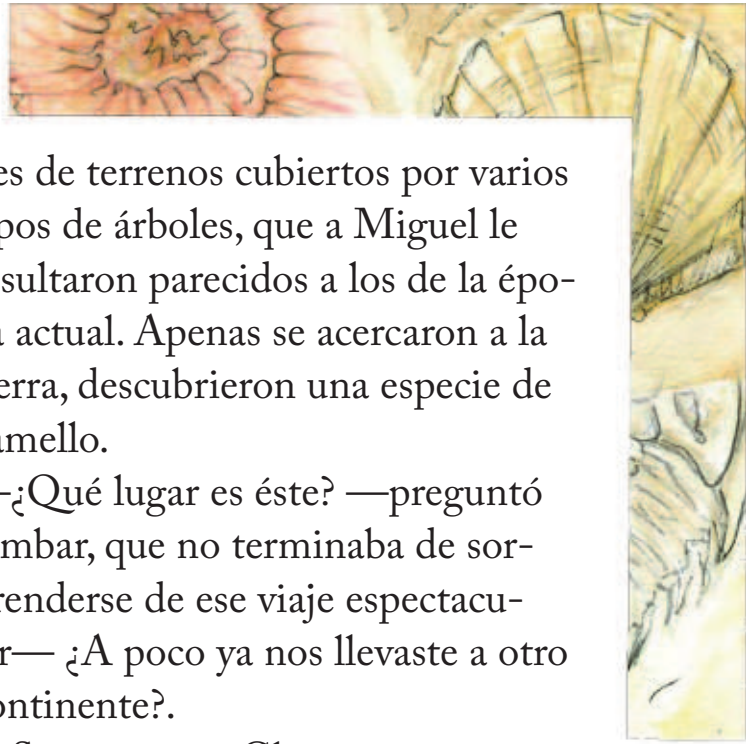 es de terrenos cubiertos por varios
pos de árboles, que a Miguel le
sultaron parecidos a los de la épo-
a actual. Apenas se acercaron a la
erra, descubrieron una especie de
amello.
—¿Qué lugar es éste? —preguntó
mbar, que no terminaba de sor-
renderse de ese viaje espectacu-
r— ¿A poco ya nos llevaste a otro
ontinente?.